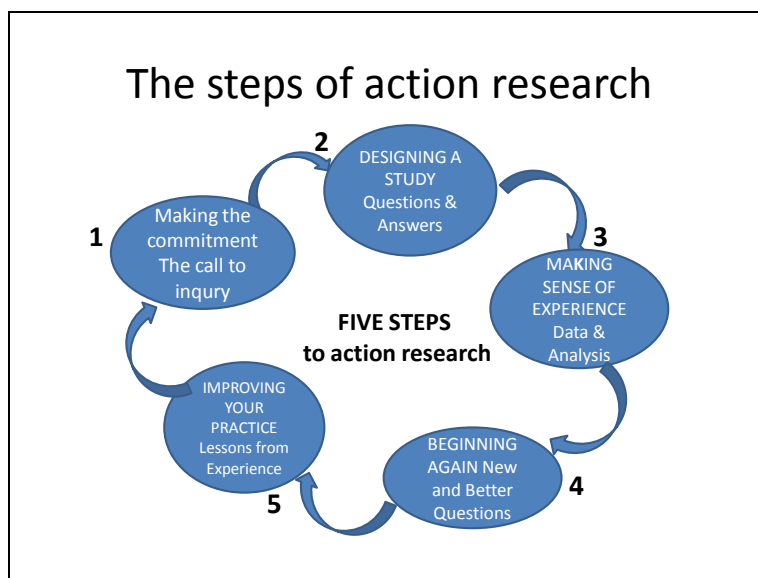 The steps of action research
1
Making the
commitment
The call to
inqury
2
DESIGNING A
STUDY
Questions &
Answers
3
MAKING
SENSE OF
EXPERIENCE
Data &
Analysis
FIVE STEPS
to action research
BEGINNING
AGAIN New
and Better
Questions
4
IMPROVING
YOUR
PRACTICE
Lessons from
Experience
5